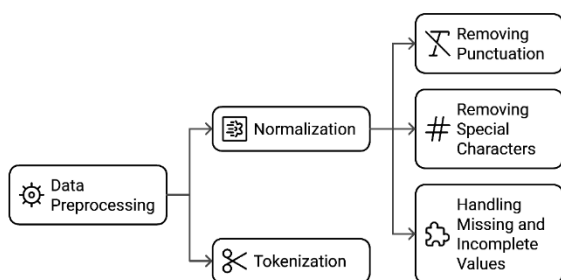 Removing
Punctuation
Normalization
Removing
Special
Characters
Data
Preprocessing
Handling
Missing and
Incomplete
Values
Tokenization